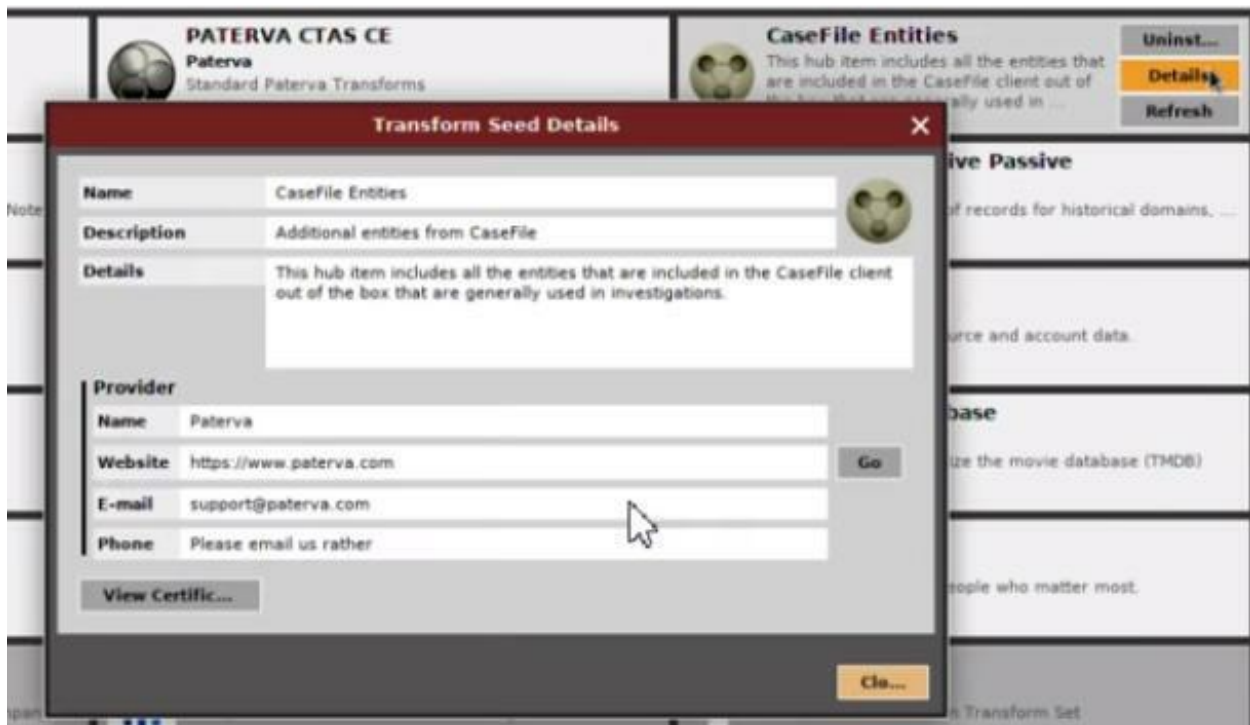 PATERVA CTAS CE
Paterva
Standard Paterva Transforms
CaseFile Entities
This hub item includes all the entities that
are included in the CaseFile client out of
Uninst...
Details
Refresh
Transform Seed Details
Name
CaseFile Entities
Description
Additional entities from CaseFile
Details
This hub item includes all the entities that are included in the CaseFile client
out of the box that are generally used in investigations.
Provider
Name
Paterva
Website
https://www.paterva.com
Go
E-mail
support@paterva.com
Phone
Please email us rather
View Certific...
Clo...
Note
ive Passive
of records for historical domains, ...
urce and account data.
base
ize the movie database (TMDB)
eople who matter most.
n Transform Set